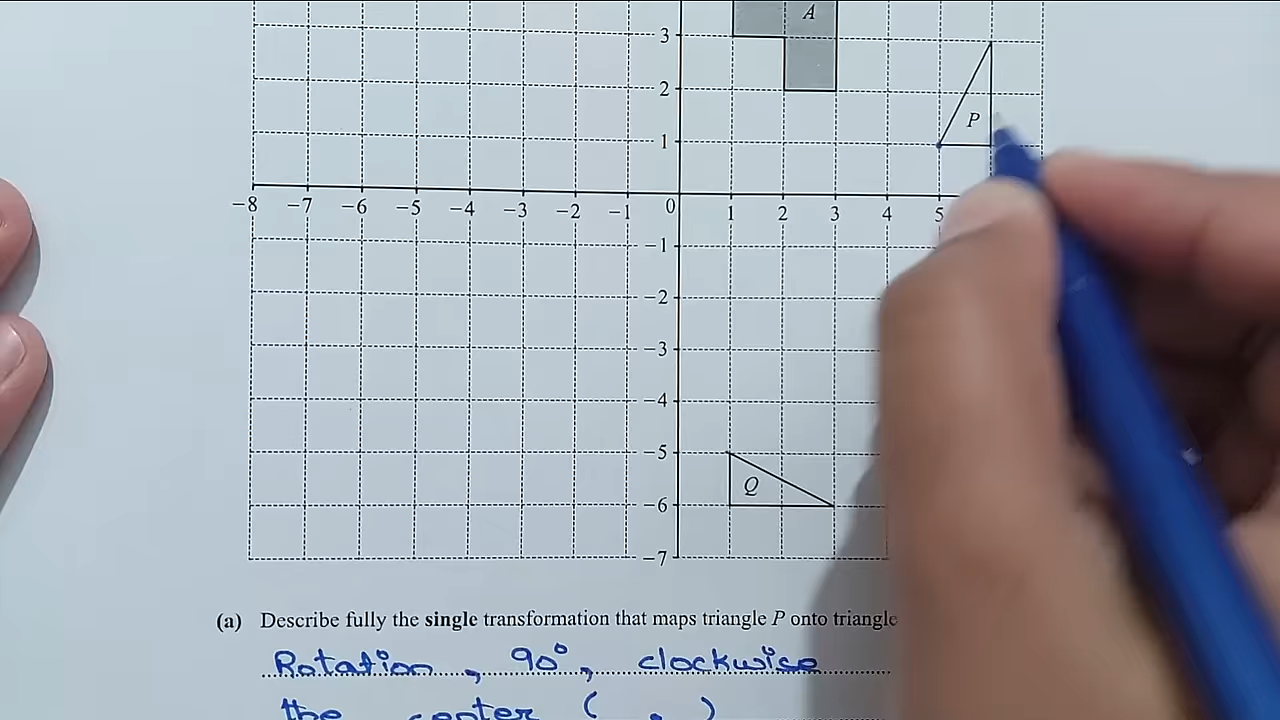 A
3
2
P
1
−8 −7 −6 −5 −4 −3 −2 −1 0 1 2 3 4 5
−1
−2
−3
−4
−5
Q
−6
−7
(a) Describe fully the single transformation that maps triangle P onto triangle
Rotation, 90°, clockwise
the center ( , )